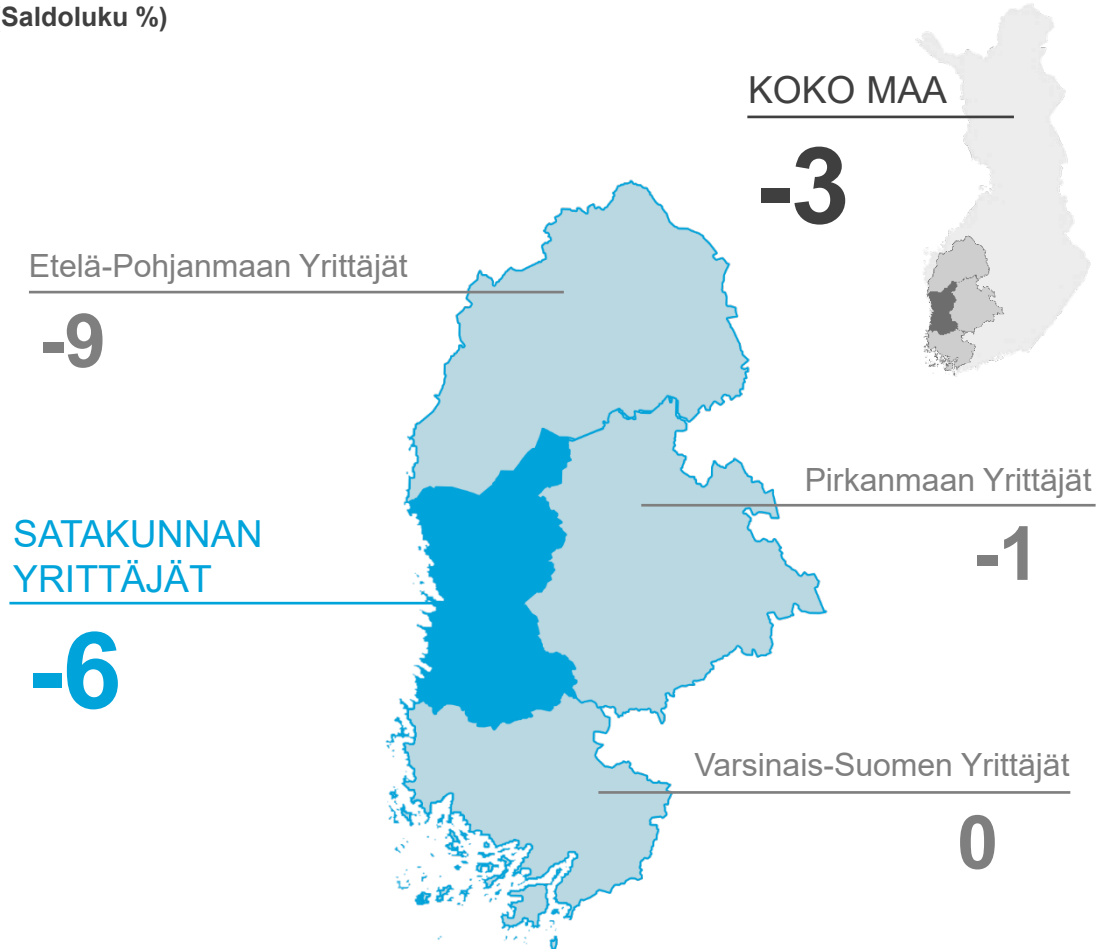 Saldoluku %)
KOKO MAA
-3
Etelä-Pohjanmaan Yrittäjät
-9
Pirkanmaan Yrittäjät
-1
SATAKUNNAN
YRITTÄJÄT
-6
Varsinais-Suomen Yrittäjät
0